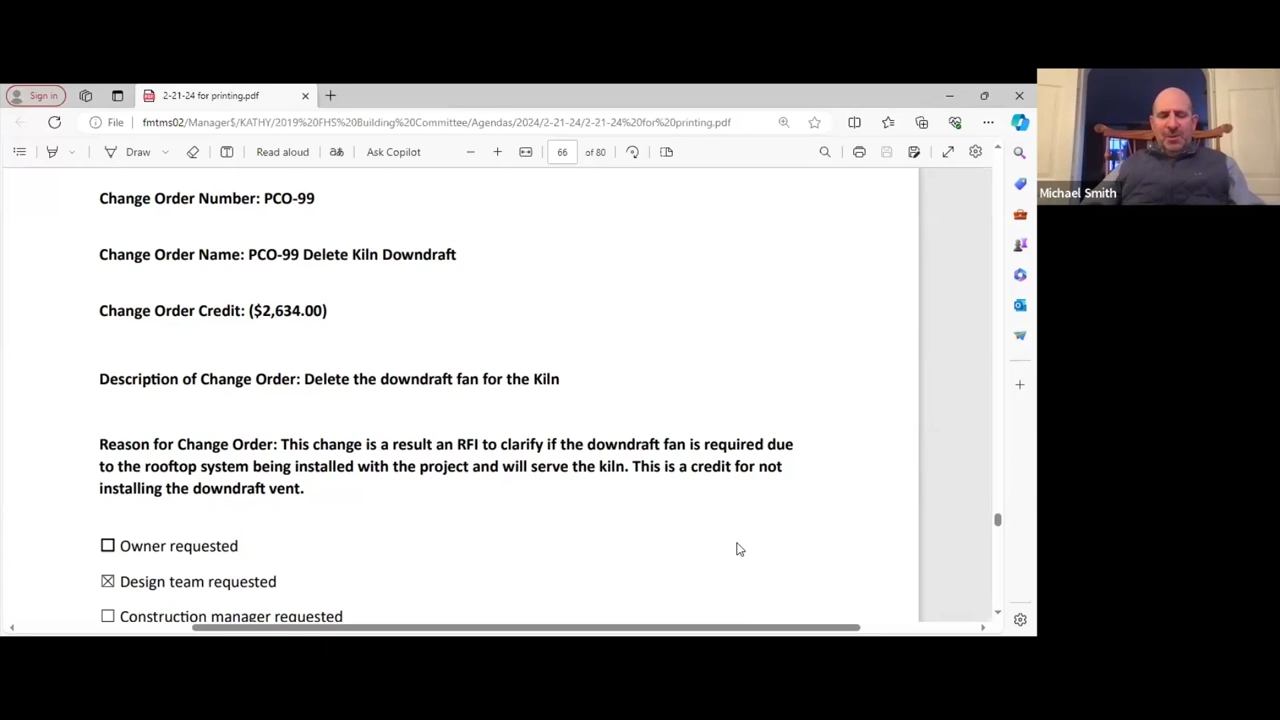 Sign in
2-21-24 for printing.pdf
File
fmtms02/Manager$/KATHY/2019%20FHS%20Building%20Committee/Agendas/2024/2-21-24/2-21-24%20for%20printing.pdf
Draw
Read aloud
Ask Copilot
66
of 80
Michael Smith
Change Order Number: PCO-99
Change Order Name: PCO-99 Delete Kiln Downdraft
Change Order Credit: ($2,634.00)
Description of Change Order: Delete the downdraft fan for the Kiln
Reason for Change Order: This change is a result an RFI to clarify if the downdraft fan is required due
to the rooftop system being installed with the project and will serve the kiln. This is a credit for not
installing the downdraft vent.
☐ Owner requested
☒ Design team requested
☐ Construction manager requested